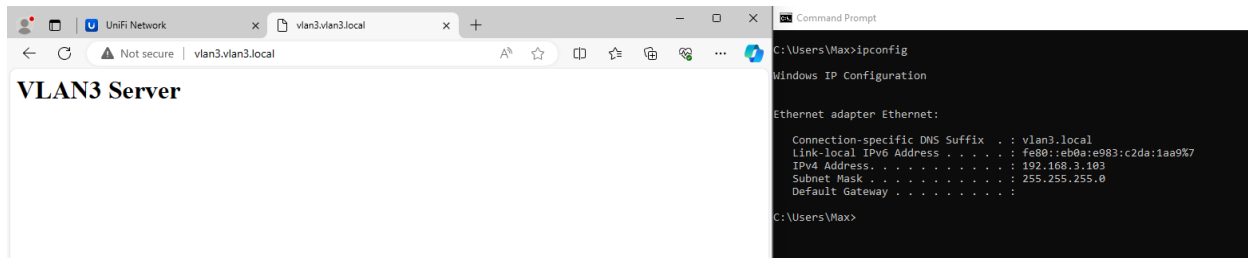 UniFi Network
vlan3.vlan3.local
Not secure
vlan3.vlan3.local
VLAN3 Server
Command Prompt
C:\Users\Max>ipconfig
Windows IP Configuration
Ethernet adapter Ethernet:
Connection-specific DNS Suffix . : vlan3.local
Link-local IPv6 Address . . . . . : fe80::eb0a:e983:c2da:1aa9%7
IPv4 Address. . . . . . . . . . . : 192.168.3.103
Subnet Mask . . . . . . . . . . . : 255.255.255.0
Default Gateway . . . . . . . . . :
C:\Users\Max>